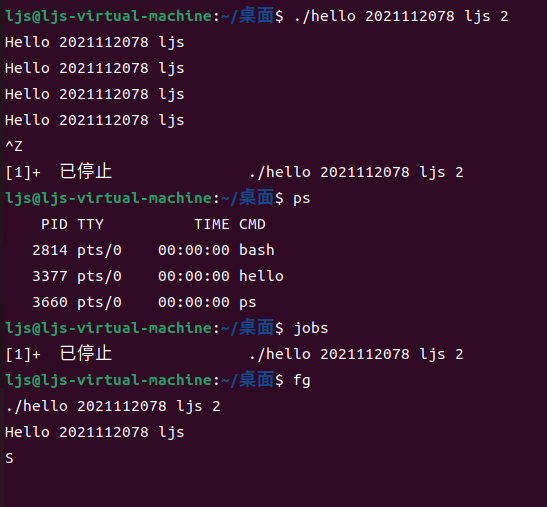 ljs@ljs-virtual-machine:~/桌面$ ./hello 2021112078 ljs 2
Hello 2021112078 ljs
Hello 2021112078 ljs
Hello 2021112078 ljs
Hello 2021112078 ljs
^Z
[1]+  已停止               ./hello 2021112078 ljs 2
ljs@ljs-virtual-machine:~/桌面$ ps
    PID TTY          TIME CMD
   2814 pts/0    00:00:00 bash
   3377 pts/0    00:00:00 hello
   3660 pts/0    00:00:00 ps
ljs@ljs-virtual-machine:~/桌面$ jobs
[1]+  已停止               ./hello 2021112078 ljs 2
ljs@ljs-virtual-machine:~/桌面$ fg
./hello 2021112078 ljs 2
Hello 2021112078 ljs
S